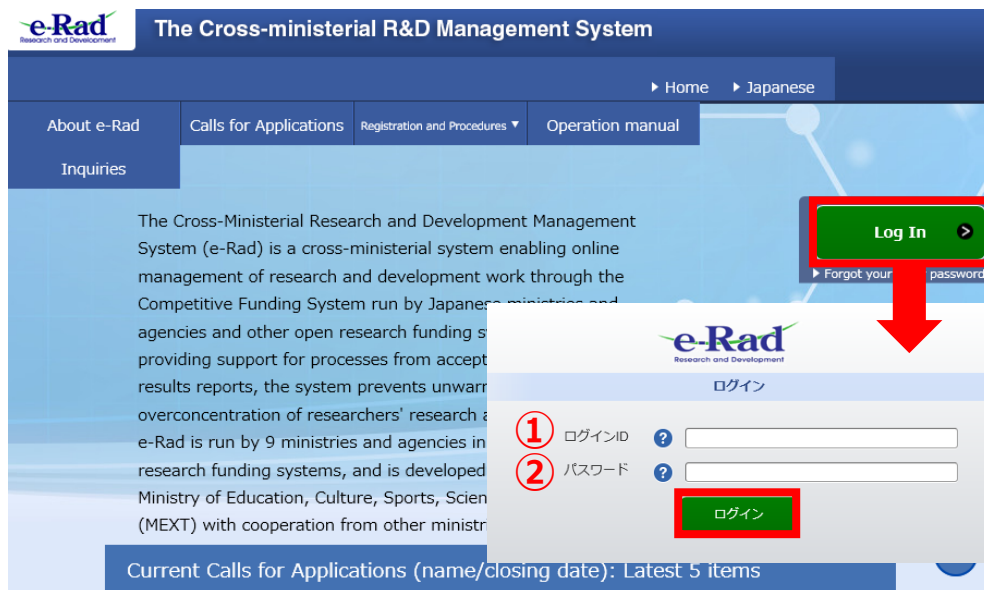 e-Rad
Research and Development
The Cross-ministerial R&D Management System
Home
Japanese
About e-Rad
Calls for Applications
Registration and Procedures ▼
Operation manual
Inquiries
The Cross-Ministerial Research and Development Management
System (e-Rad) is a cross-ministerial system enabling online
management of research and development work through the
Competitive Funding System run by Japanese ministries and
agencies and other open research funding
providing support for processes from
results reports, the system prevents
overconcentration of researchers' research
e-Rad is run by 9 ministries and agencies in
research funding systems, and is developed
Ministry of Education, Culture, Sports,
(MEXT) with cooperation from other
Log In
Forgot your password
e-Rad
Research and Development
ログイン
① ログインID ?
② パスワード ?
ログイン
Current Calls for Applications (name/closing date): Latest 5 items